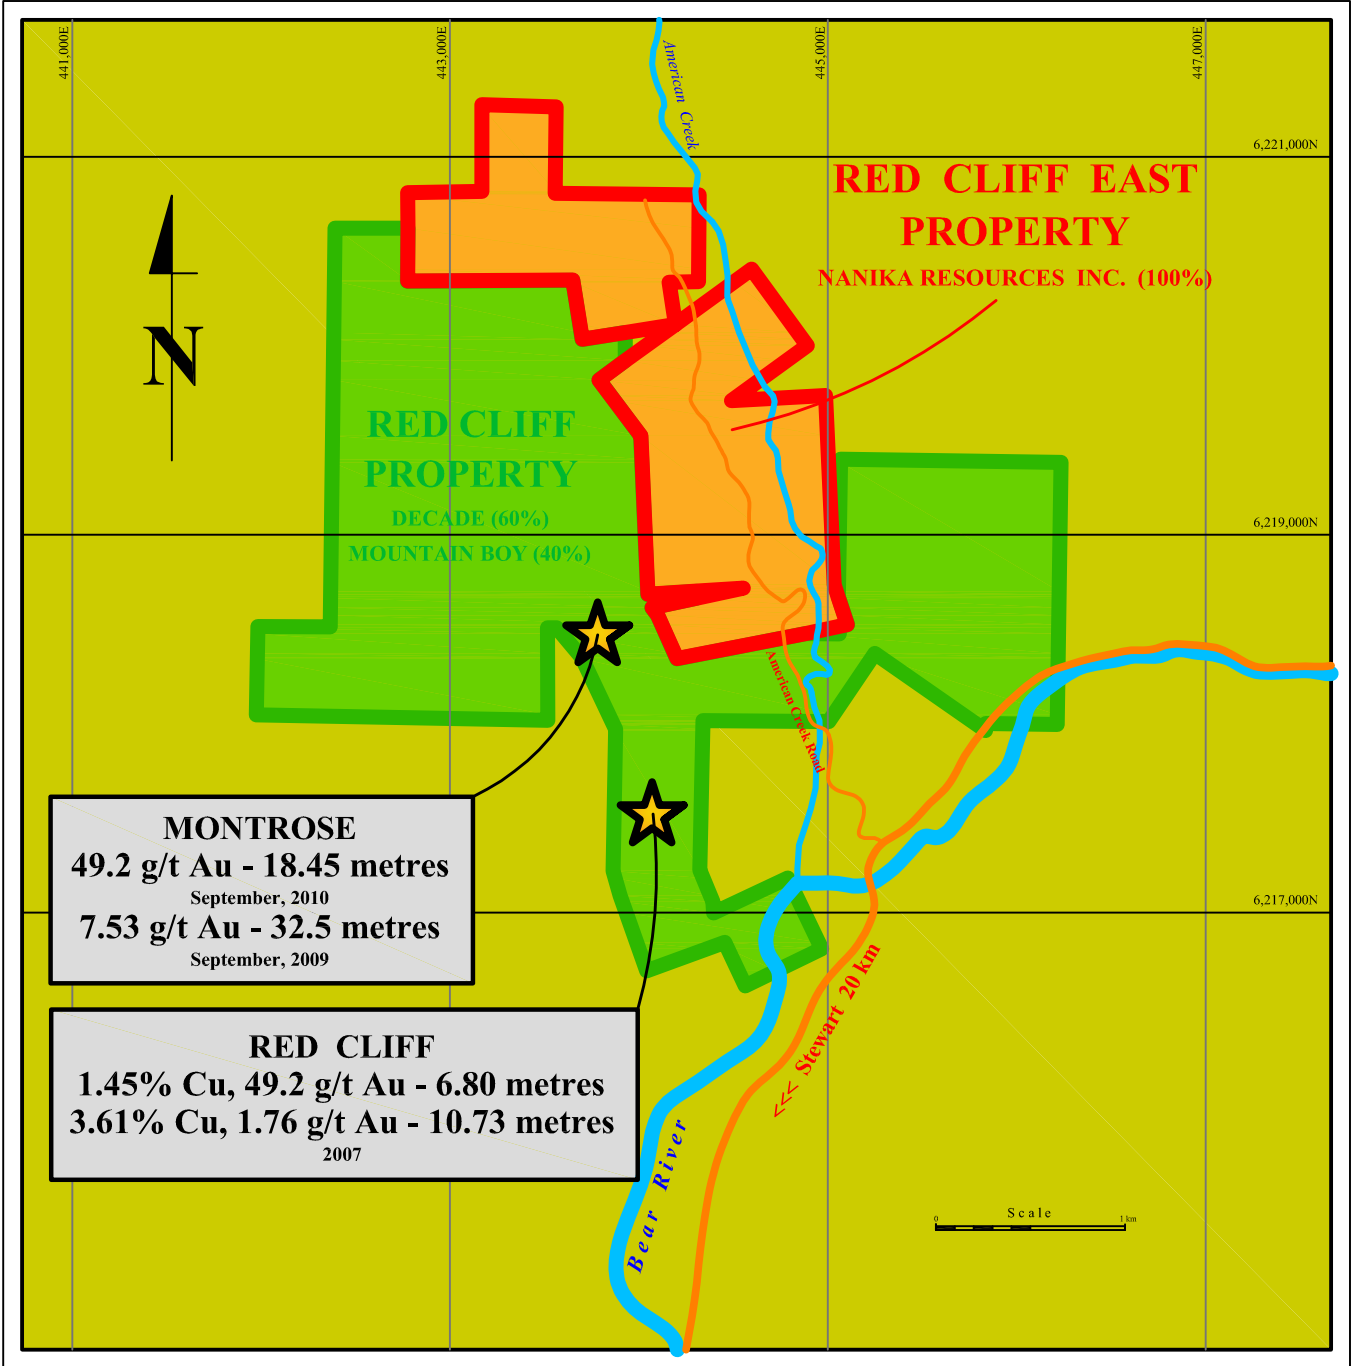 441,000E
443,000E
445,000E
447,000E
American Creek
6,221,000N
RED CLIFF EAST
PROPERTY
NANIKA RESOURCES INC. (100%)
N
RED CLIFF
PROPERTY
DECADE (60%)
MOUNTAIN BOY (40%)
6,219,000N
American Creek Road
MONTROSE
49.2 g/t Au - 18.45 metres
September, 2010
7.53 g/t Au - 32.5 metres
September, 2009
6,217,000N
<<< Stewart 20 km
RED CLIFF
1.45% Cu, 49.2 g/t Au - 6.80 metres
3.61% Cu, 1.76 g/t Au - 10.73 metres
2007
Bear River
Scale
0 1 km